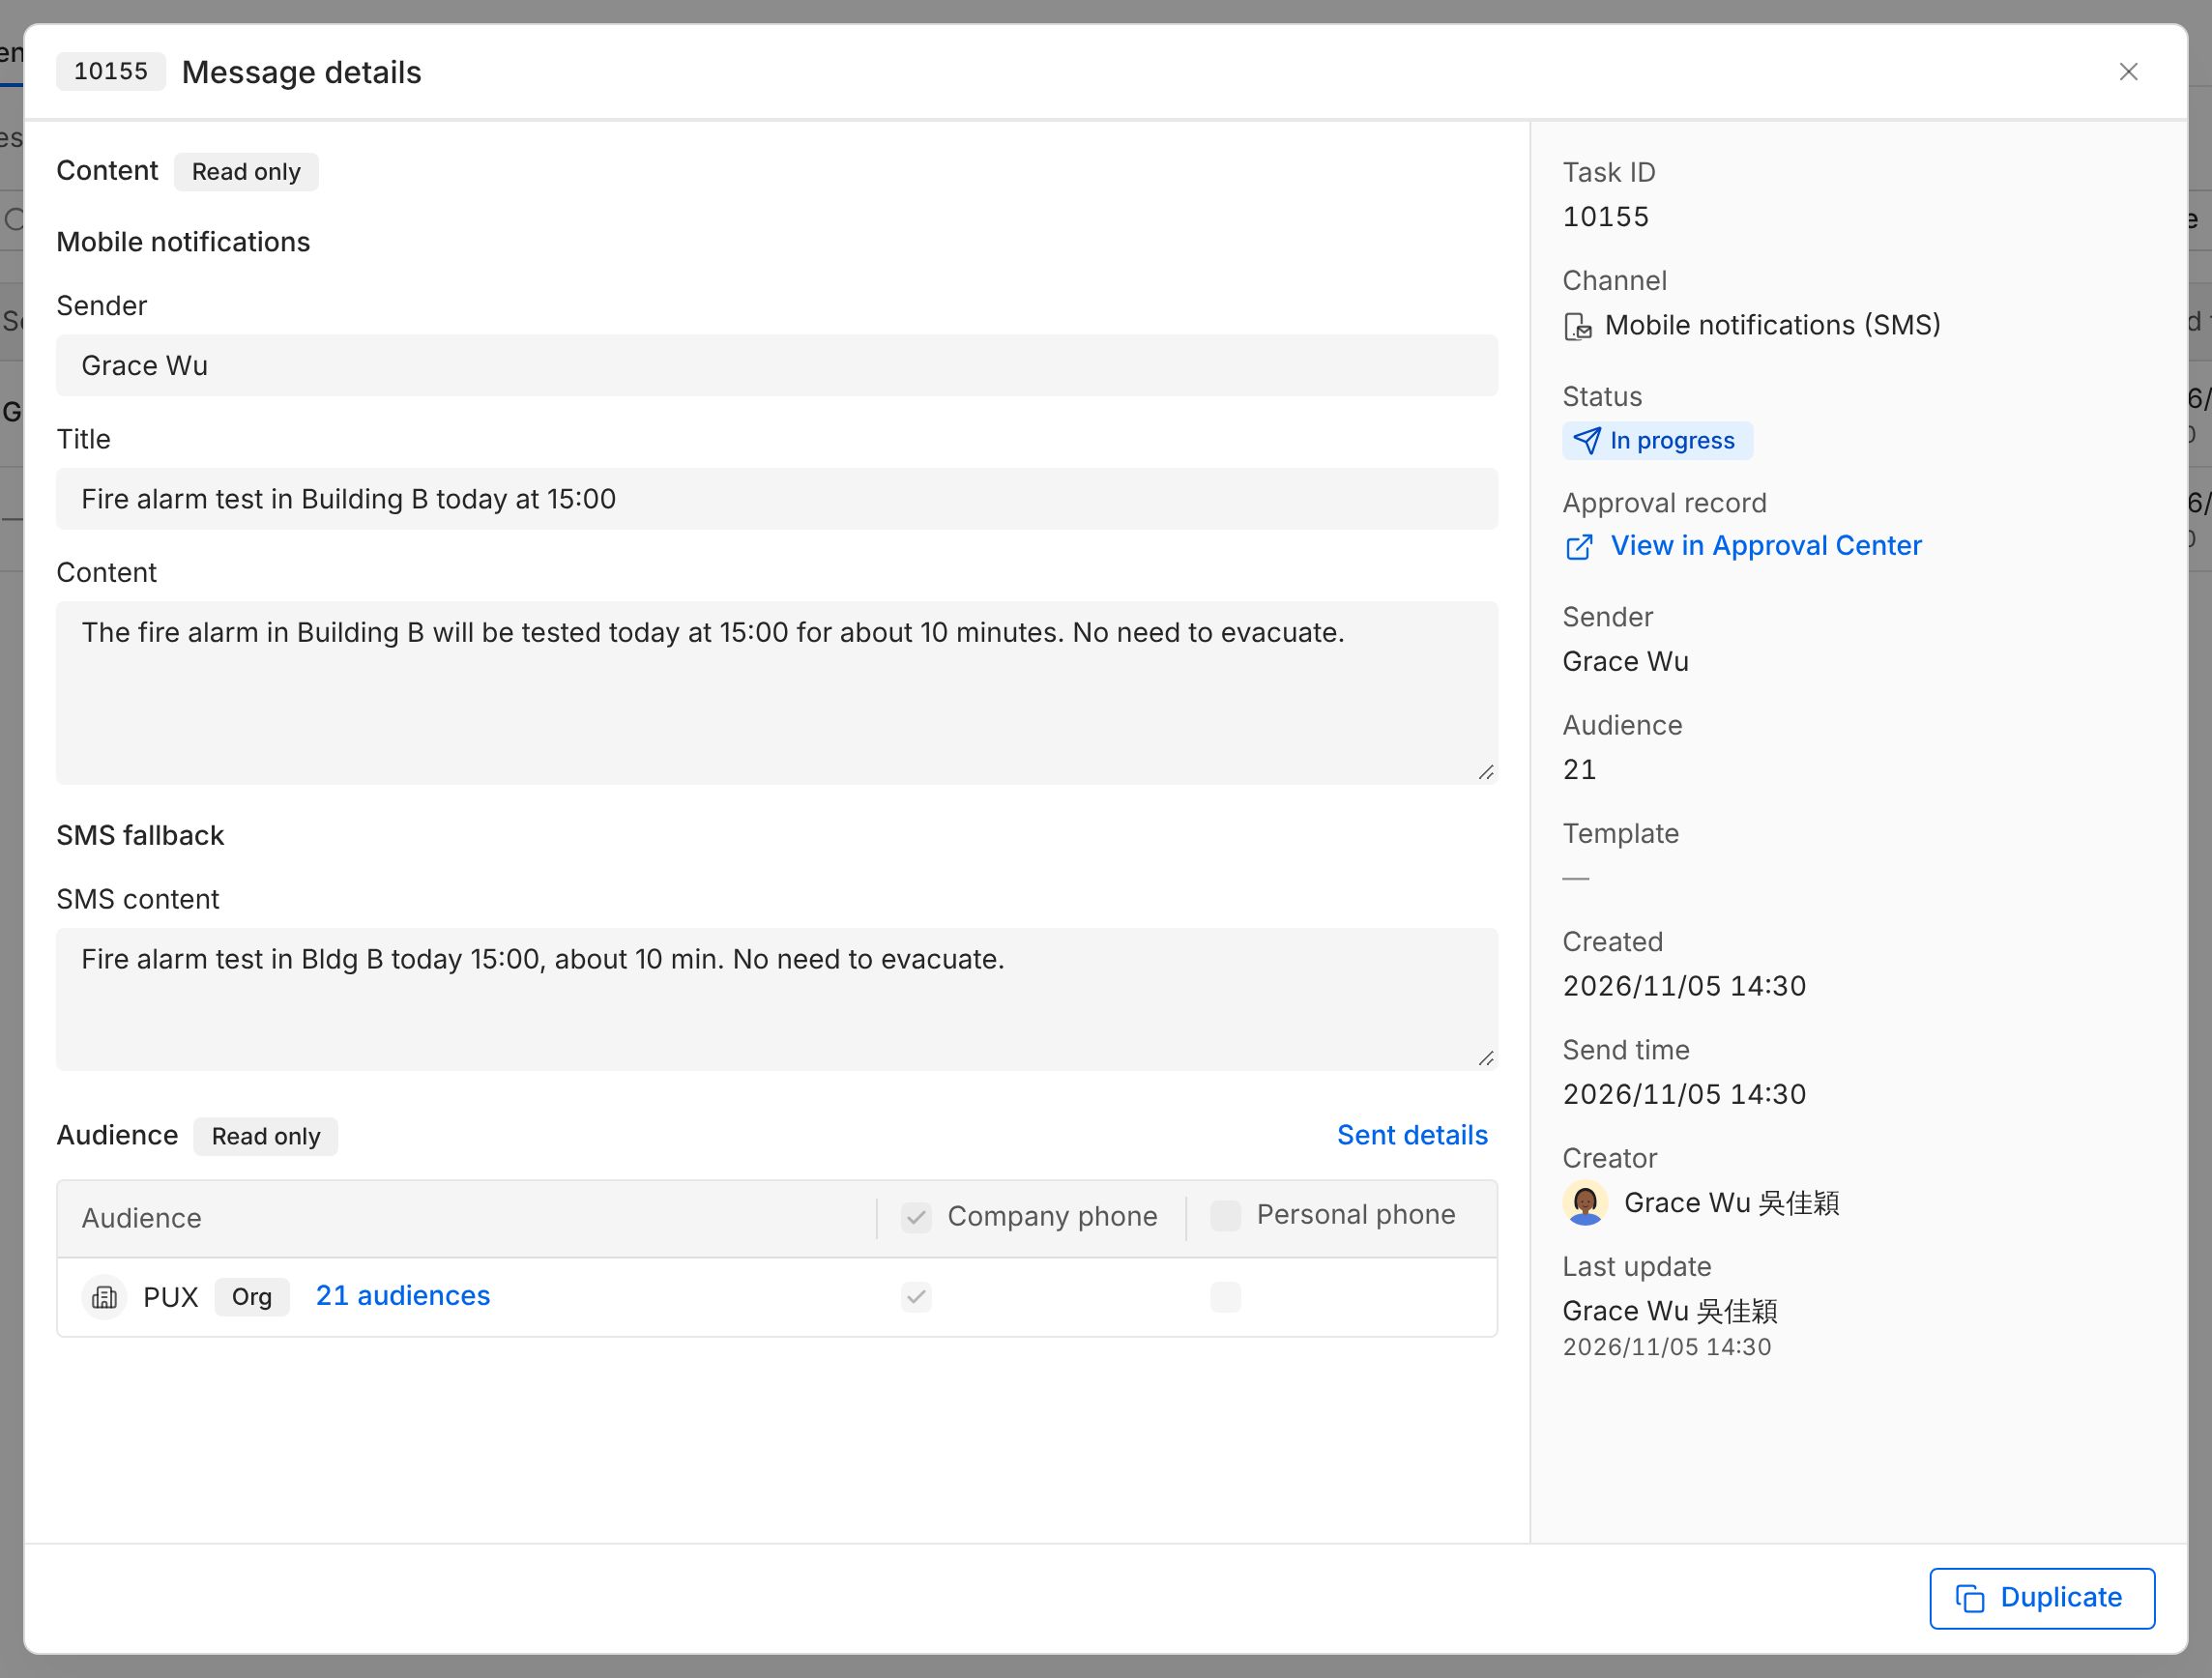 10155 Message details
Content Read only
Mobile notifications
Sender
Grace Wu
Title
Fire alarm test in Building B today at 15:00
Content
The fire alarm in Building B will be tested today at 15:00 for about 10 minutes. No need to evacuate.
SMS fallback
SMS content
Fire alarm test in Bldg B today 15:00, about 10 min. No need to evacuate.
Audience Read only Sent details
Audience Company phone Personal phone
PUX Org 21 audiences
Task ID
10155
Channel
Mobile notifications (SMS)
Status
In progress
Approval record
View in Approval Center
Sender
Grace Wu
Audience
21
Template
—
Created
2026/11/05 14:30
Send time
2026/11/05 14:30
Creator
Grace Wu 吳佳穎
Last update
Grace Wu 吳佳穎
2026/11/05 14:30
Duplicate